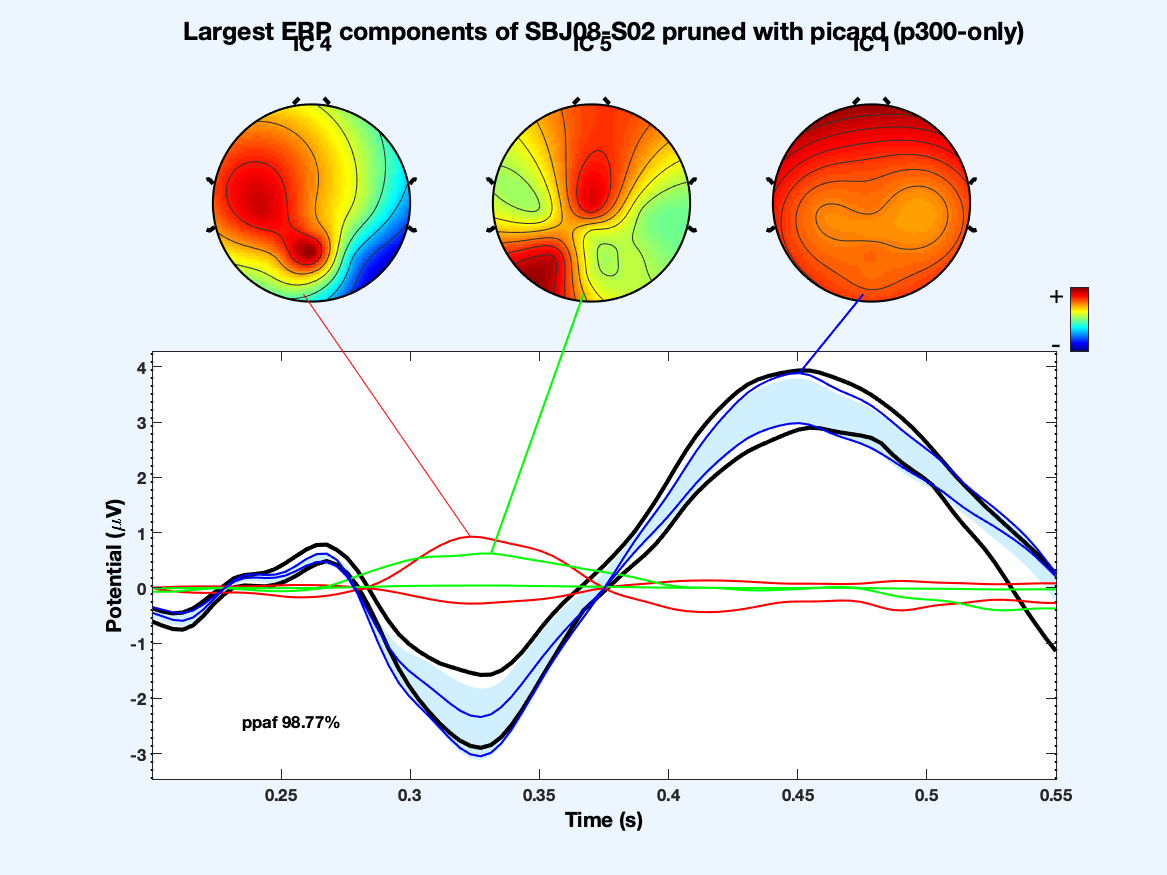 Largest ERP components of SBJ08-S02 pruned with picard (p300-only)
IC 4
IC 5
IC 1
+
-
4
3
2
1
0
-1
-2
-3
Potential (μV)
ppaf 98.77%
0.25
0.3
0.35
0.4
0.45
0.5
0.55
Time (s)